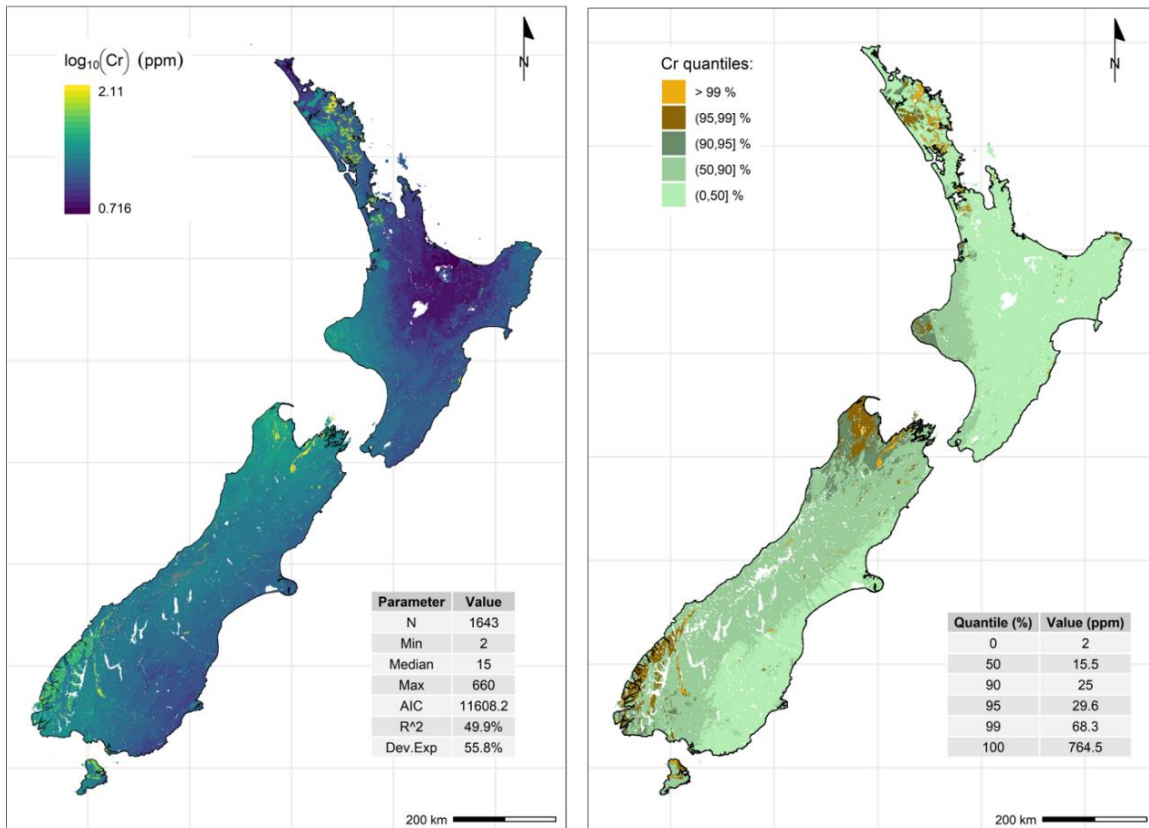 N
log₁₀(Cr) (ppm)
2.11
0.716
Parameter Value
N 1643
Min 2
Median 15
Max 660
AIC 11608.2
R^2 49.9%
Dev.Exp 55.8%
200 km
N
Cr quantiles:
> 99 %
(95,99] %
(90,95] %
(50,90] %
(0,50] %
Quantile (%) Value (ppm)
0 2
50 15.5
90 25
95 29.6
99 68.3
100 764.5
200 km